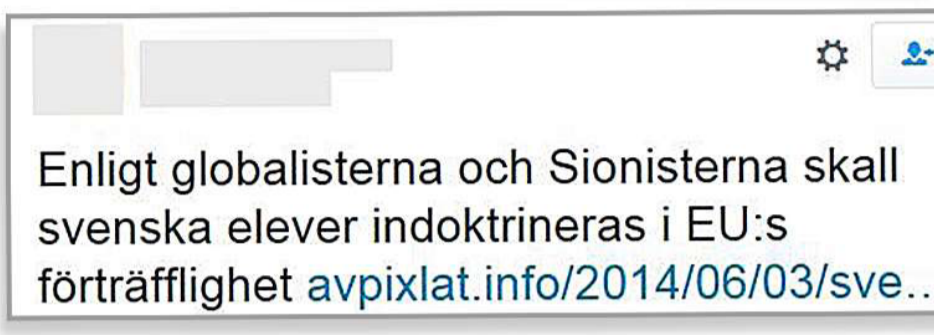 Enligt globalisterna och Sionisterna skall
svenska elever indoktrineras i EU:s
förträfflighet avpixlat.info/2014/06/03/sve...